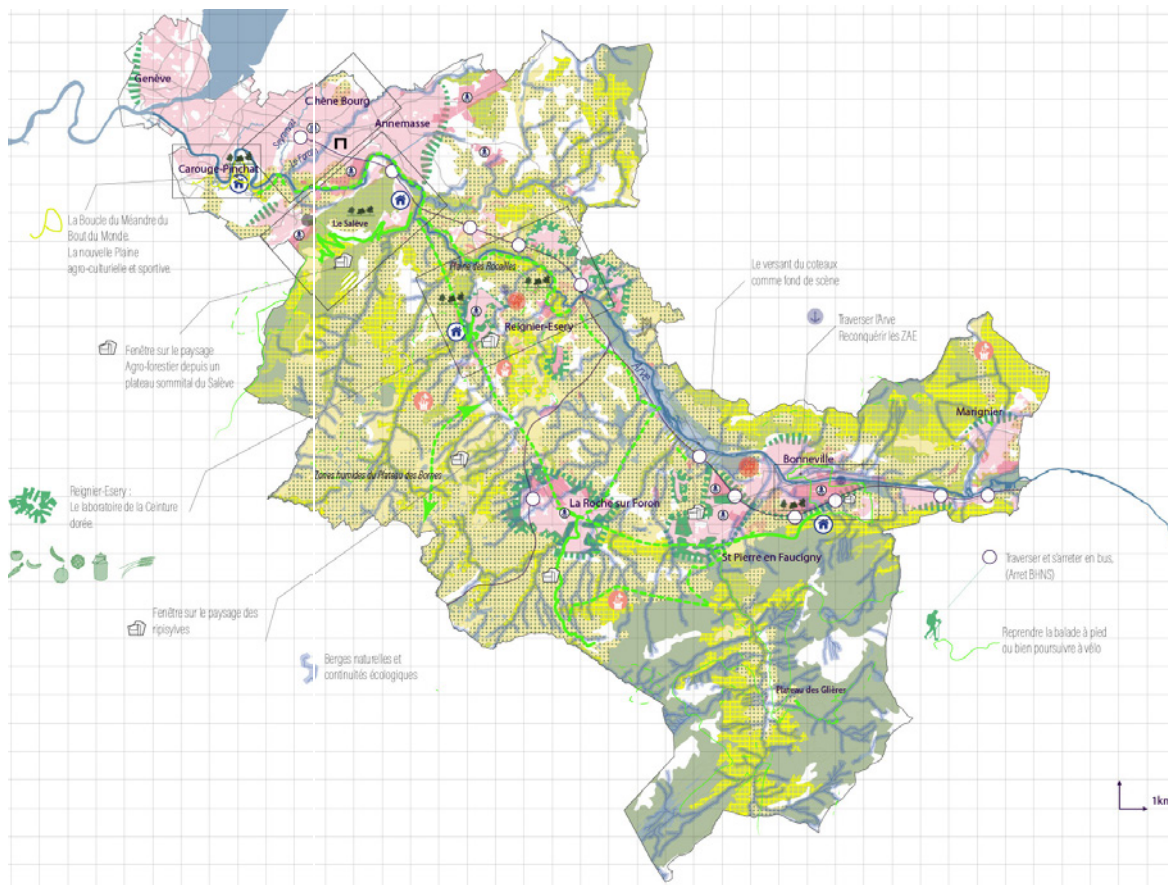 Genève
Chêne Bourg
Annemasse
Seymaz
Carouge-Pinchat
La Boucle du Méandre du
Bout du Monde.
La nouvelle Plaine
agro-culturielle et sportive.
Le Salève
Plaine des Rocailles
Le versant du coteaux
comme fond de scène
Traverser l'Arve
Reconquérir les ZAE
Reignier-Esery
Arve
Fenêtre sur le paysage
Agro-forestier depuis un
plateau sommital du Salève
Marignier
Bonneville
Zones humides du Plateau des Bornes
Reignier-Esery :
Le laboratoire de la Ceinture
dorée.
La Roche sur Foron
St Pierre en Faucigny
Traverser et s'arreter en bus,
(Arret BHNS)
Fenêtre sur le paysage des
ripisylves
Reprendre la balade à pied
ou bien poursuivre à vélo
Berges naturelles et
continuités écologiques
Plateau des Glières
1km